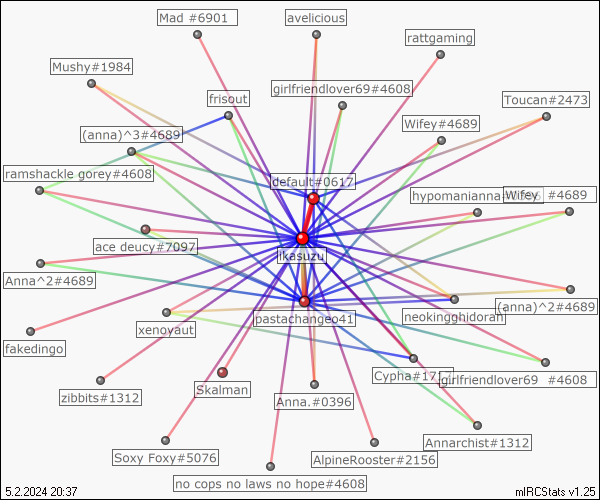 Mad #6901
avelicious
rattgaming
Mushy#1984
girlfriendlover69#4608
frisout
Toucan#2473
(anna)^3#4689
Wifey#4689
ramshackle gorey#4608
default#0617
hypomanianna
Wifey #4689
ace deucy#7097
ikasuzu
Anna^2#4689
(anna)^2#4689
neokingghidorah
pastachangeo41
xenoyaut
fakedingo
Cypha#171
girlfriendlover69 #4608
Skalman
zibbits#1312
Anna.#0396
Annarchist#1312
Soxy Foxy#5076
AlpineRooster#2156
no cops no laws no hope#4608
5.2.2024 20:37
mIRCStats v1.25